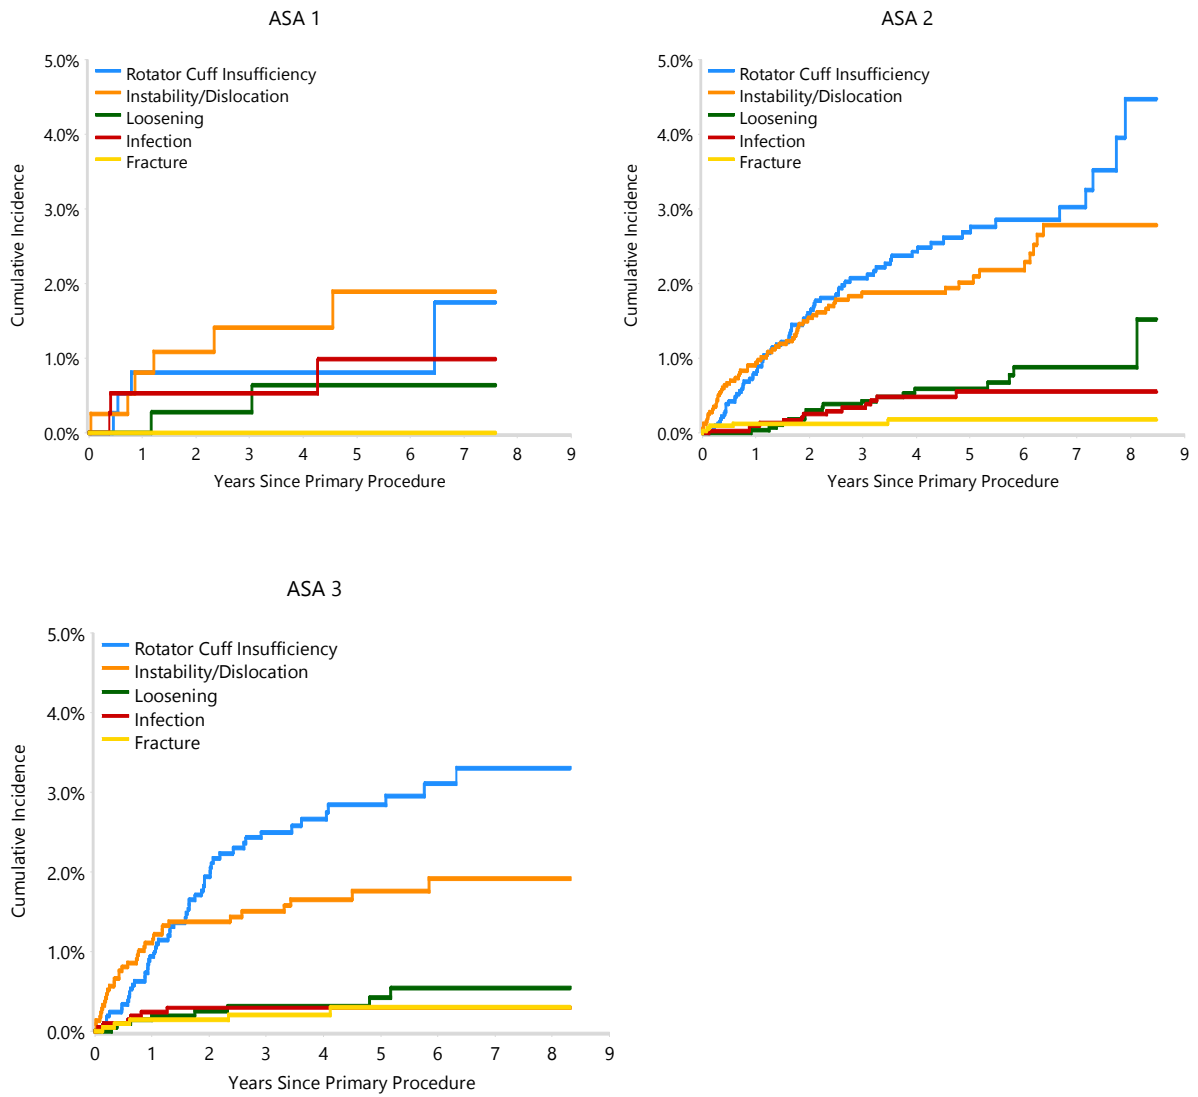 ASA 1
5.0%
4.0%
3.0%
2.0%
1.0%
0.0%
Cumulative Incidence
Rotator Cuff Insufficiency
Instability/Dislocation
Loosening
Infection
Fracture
0 1 2 3 4 5 6 7 8 9
Years Since Primary Procedure
ASA 2
5.0%
4.0%
3.0%
2.0%
1.0%
0.0%
Cumulative Incidence
Rotator Cuff Insufficiency
Instability/Dislocation
Loosening
Infection
Fracture
0 1 2 3 4 5 6 7 8 9
Years Since Primary Procedure
ASA 3
5.0%
4.0%
3.0%
2.0%
1.0%
0.0%
Cumulative Incidence
Rotator Cuff Insufficiency
Instability/Dislocation
Loosening
Infection
Fracture
0 1 2 3 4 5 6 7 8 9
Years Since Primary Procedure